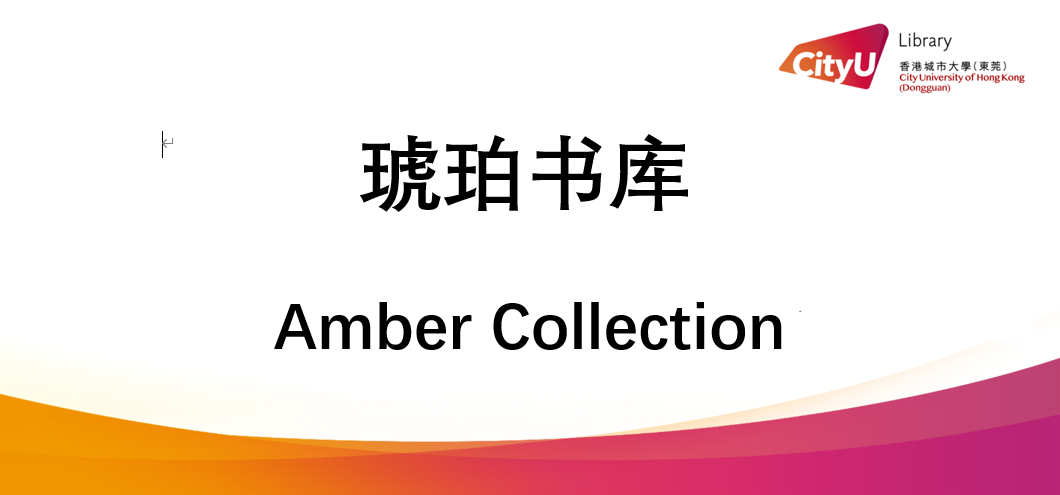 CityU
Library
香港城市大學(東莞)
City University of Hong Kong
(Dongguan)
琥珀书库
Amber Collection